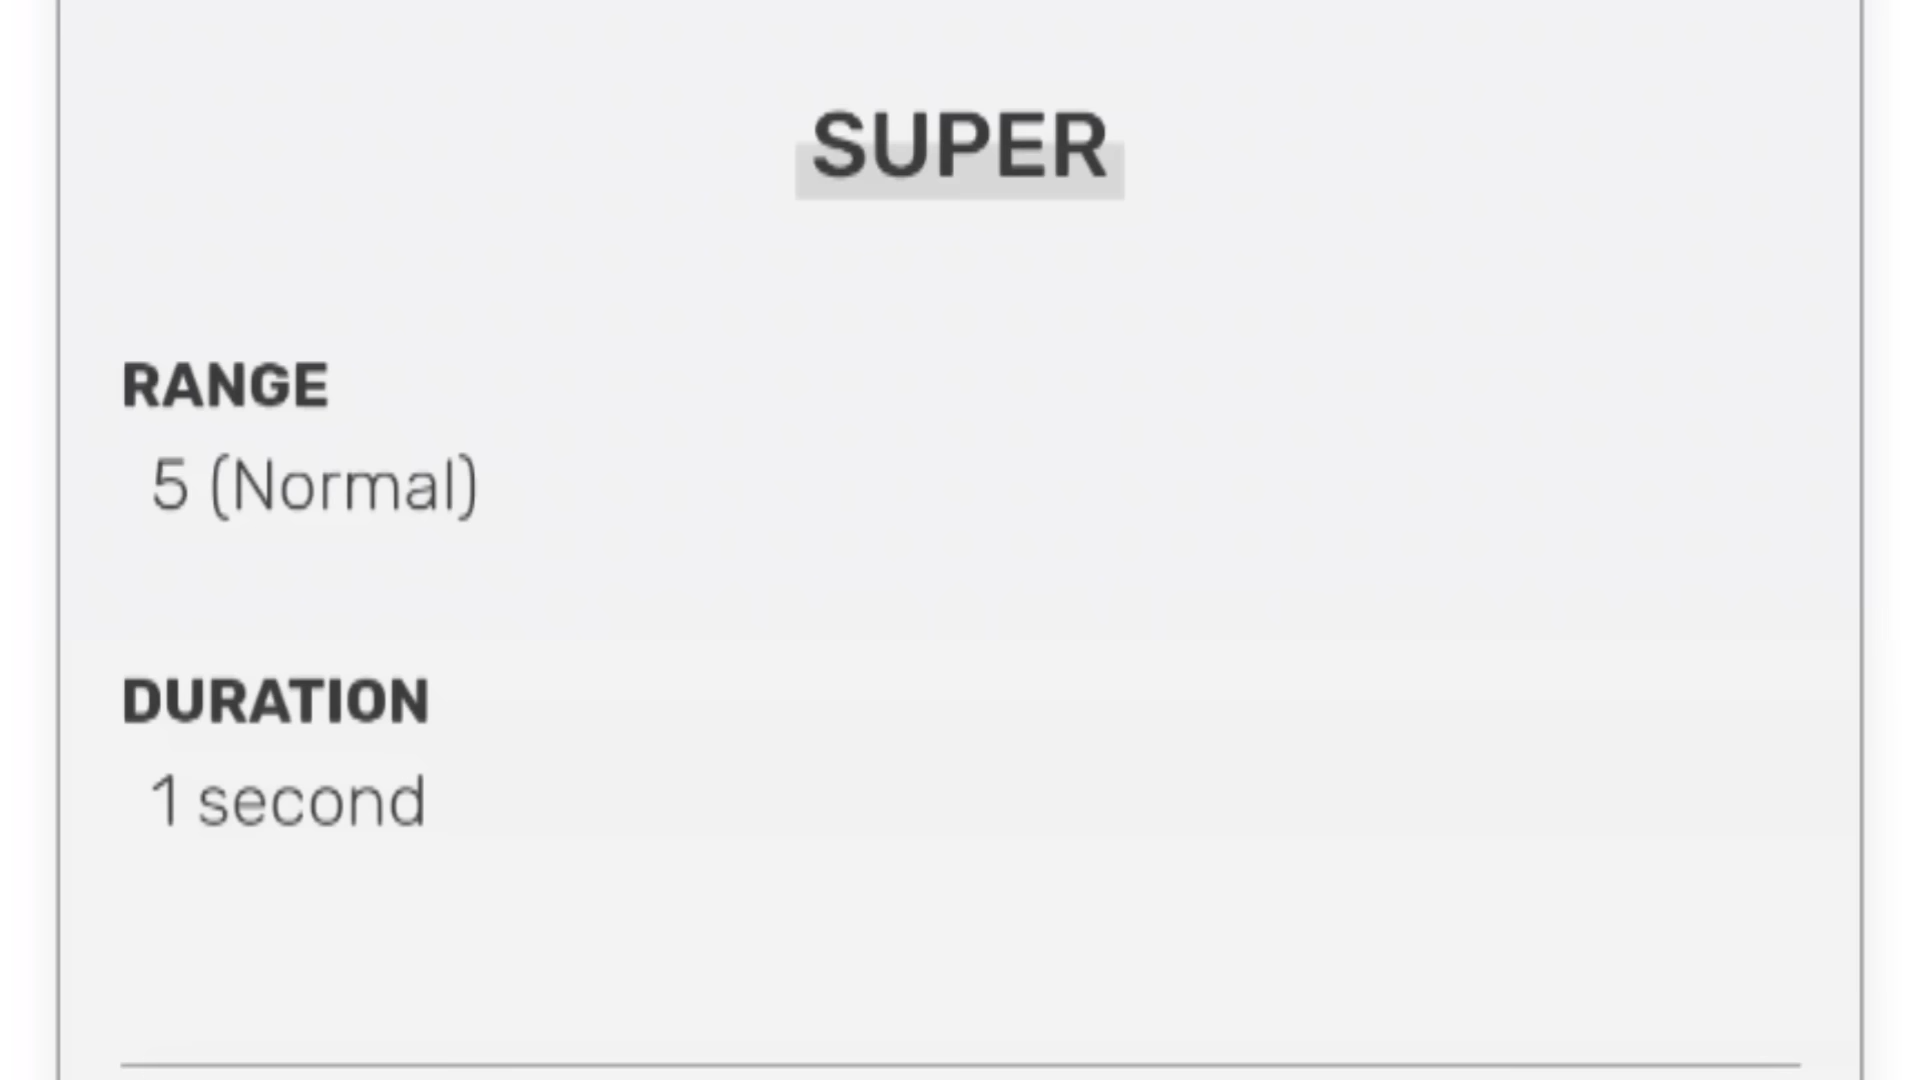 SUPER
RANGE
5 (Normal)
DURATION
1 second